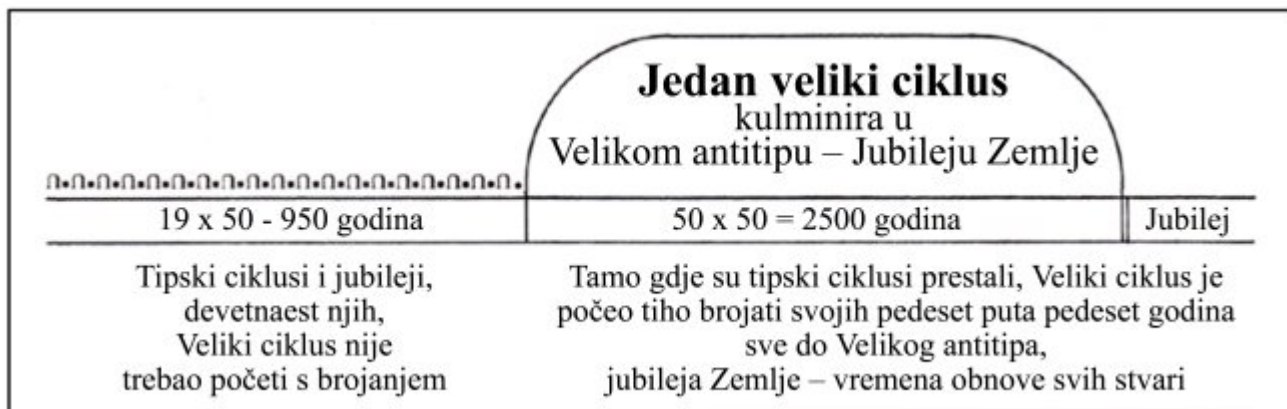 Jedan veliki ciklus
kulminira u
Velikom antitipu – Jubileju Zemlje
19 x 50 - 950 godina
50 x 50 = 2500 godina
Jubilej
Tipski ciklusi i jubileji,
devetnaest njih,
Veliki ciklus nije
trebao početi s brojanjem
Tamo gdje su tipski ciklusi prestali, Veliki ciklus je
počeo tiho brojati svojih pedeset puta pedeset godina
sve do Velikog antitipa,
jubileja Zemlje – vremena obnove svih stvari